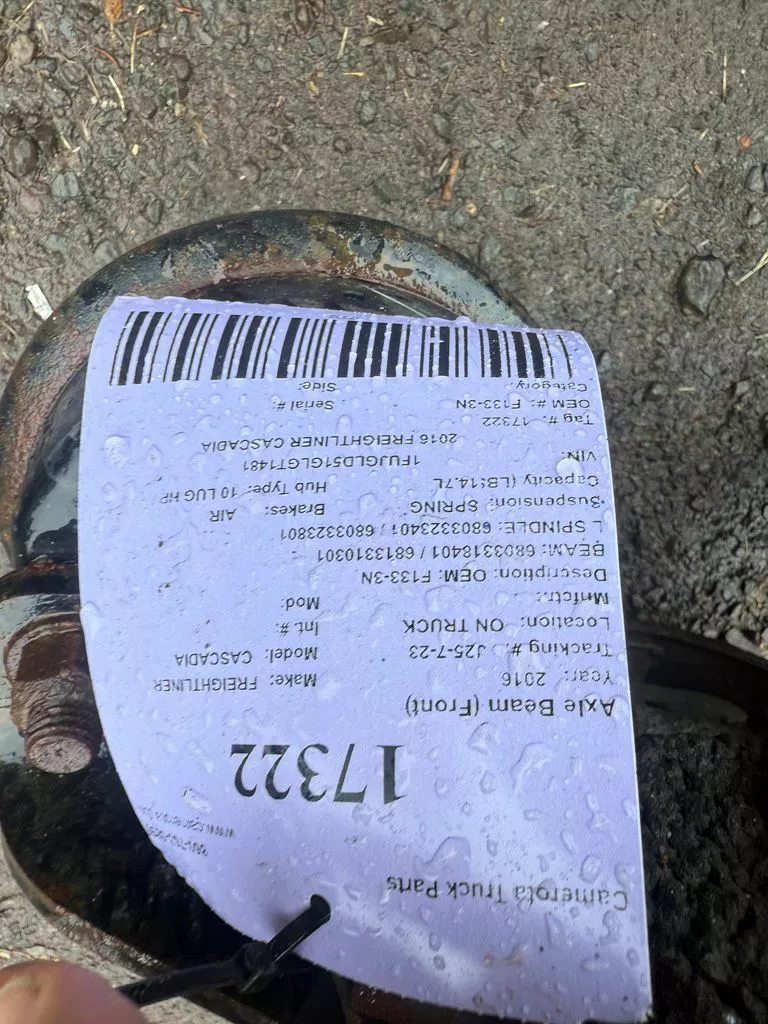 Camerota Truck Parts
17322
Axle Beam (Front)
Year: 2016 Make: FREIGHTLINER
Tracking #: J25-7-23 Model: CASCADIA
Location: ON TRUCK Int.#:
Mnfctr.: Mod:
Description: OEM: F133-3N
BEAM: 6803318401 / 6813310301
L SPINDLE: 6803323401 / 6803323801
Suspension: SPRING Brakes: AIR
Capacity (LBS): 14.7L Hub Type: 10 LUG HP
VIN: 1FUJGLD51GLGT1481
2016 FREIGHTLINER CASCADIA
Tag #: 17322
OEM #: F133-3N Serial#:
Category: Side: